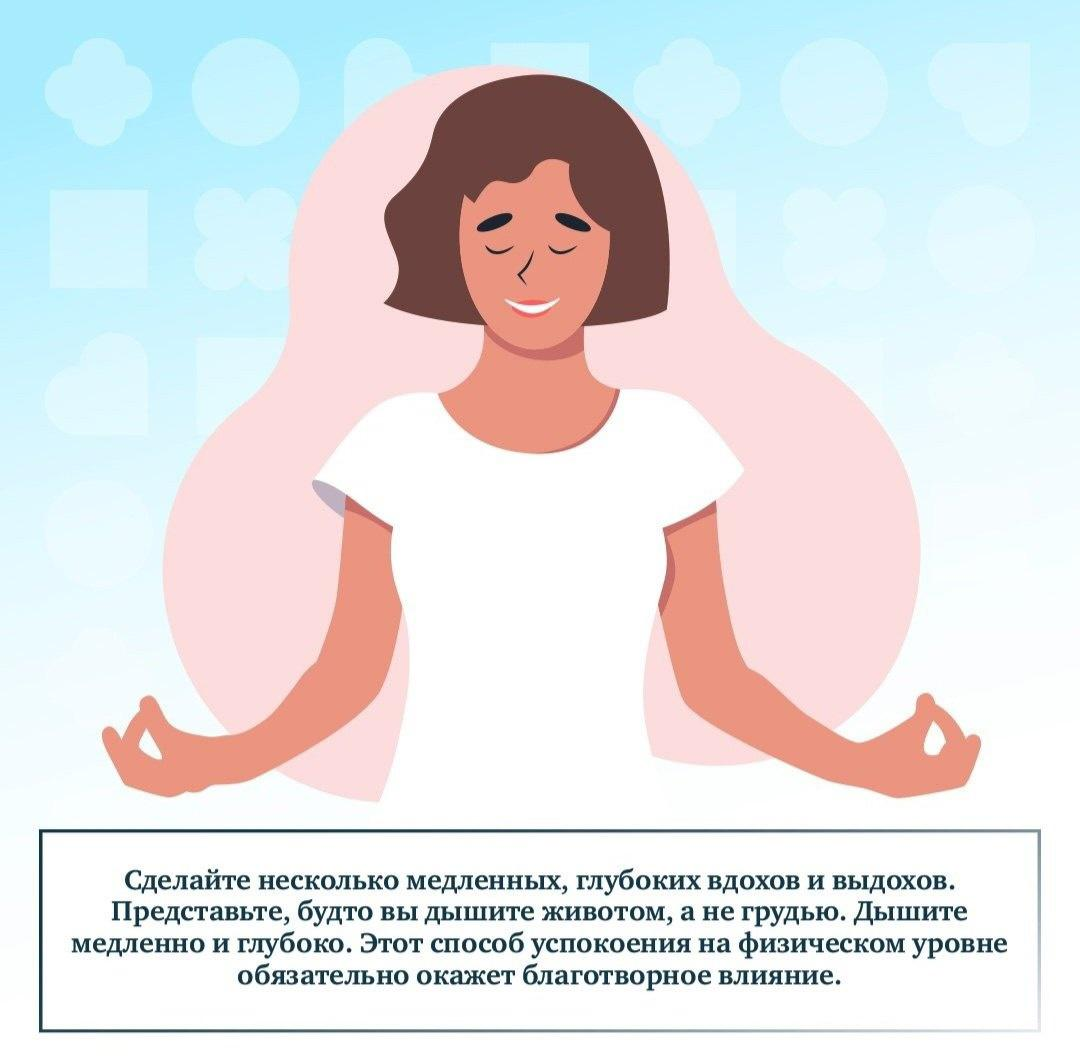 Сделайте несколько медленных, глубоких вдохов и выдохов.
Представьте, будто вы дышите животом, а не грудью. Дышите
медленно и глубоко. Этот способ успокоения на физическом уровне
обязательно окажет благотворное влияние.